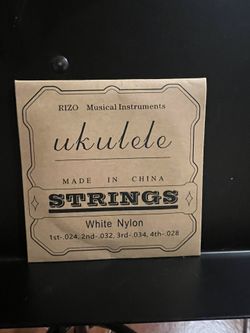 RIZO Musical Instruments
ukulele
MADE IN CHINA
STRINGS
White Nylon
1st-.024, 2nd-.032, 3rd-.034, 4th-.028